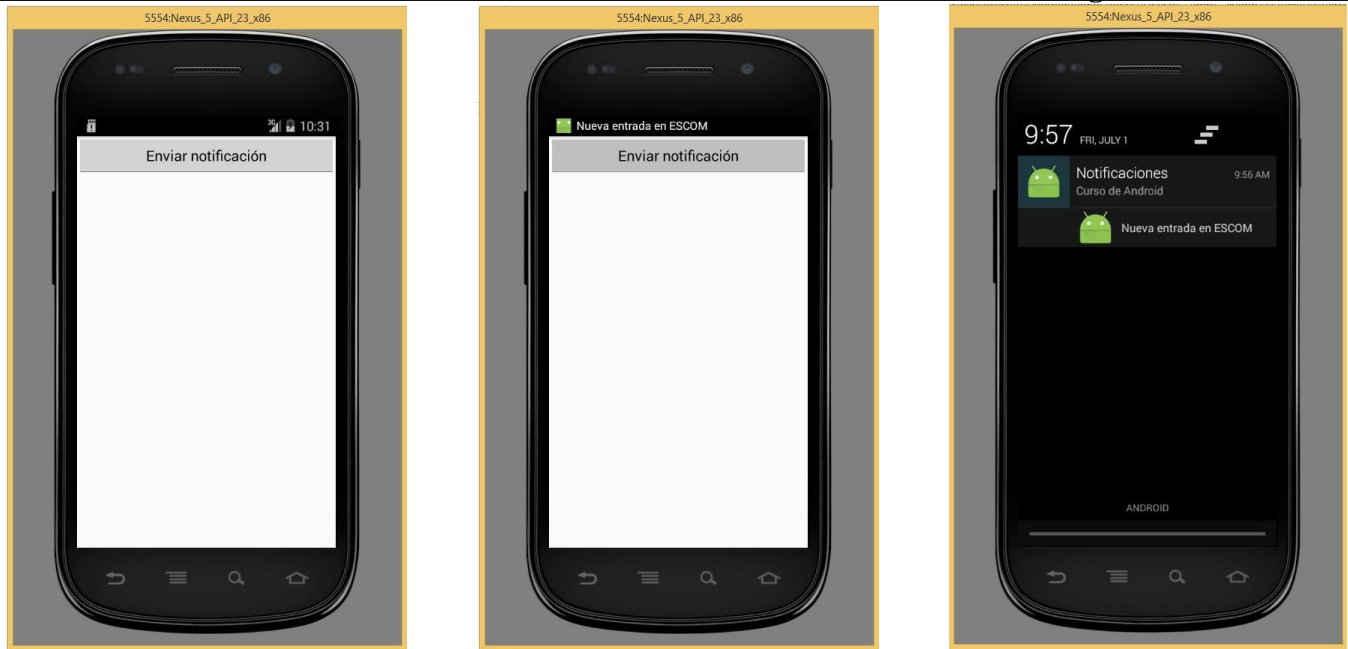 5554:Nexus_5_API_23_x86
3G 10:31
Enviar notificación
5554:Nexus_5_API_23_x86
Nueva entrada en ESCOM
Enviar notificación
5554:Nexus_5_API_23_x86
9:57 FRI, JULY 1
Notificaciones 9:56 AM
Curso de Android
Nueva entrada en ESCOM
ANDROID